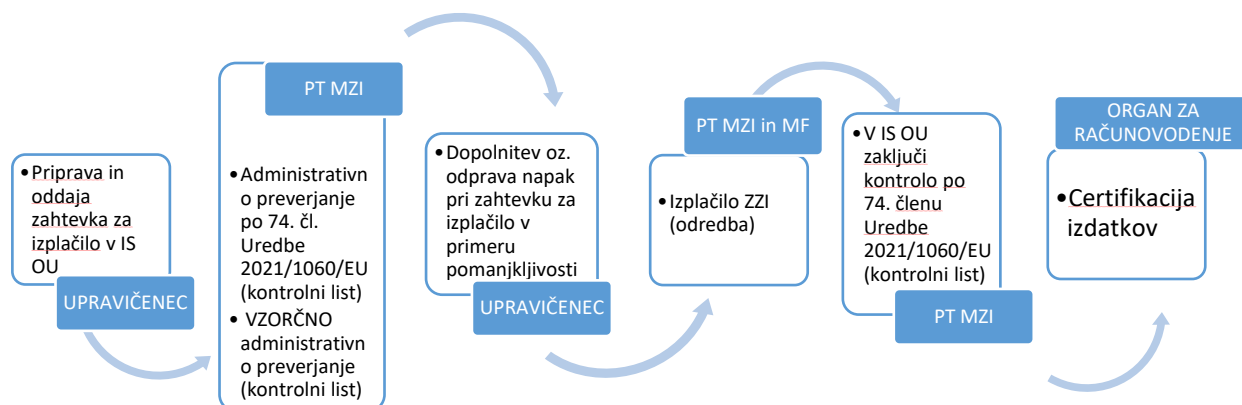 •Priprava in
oddaja
zahtevka za
izplačilo v IS
OU
UPRAVIČENEC
PT MZI
•Administrativn
o preverjanje
po 74. čl.
Uredbe
2021/1060/EU
(kontrolni list)
• VZORČNO
administrativn
o preverjanje
(kontrolni list)
•Dopolnitev oz.
odprava napak
pri zahtevku za
izplačilo v
primeru
pomanjkljivosti
UPRAVIČENEC
PT MZI in MF
•Izplačilo ZZI
(odredba)
•V IS OU
zaključi
kontrolo po
74. členu
Uredbe
2021/1060/EU
(kontrolni list)
PT MZI
ORGAN ZA
RAČUNOVODENJE
•Certifikacija
izdatkov